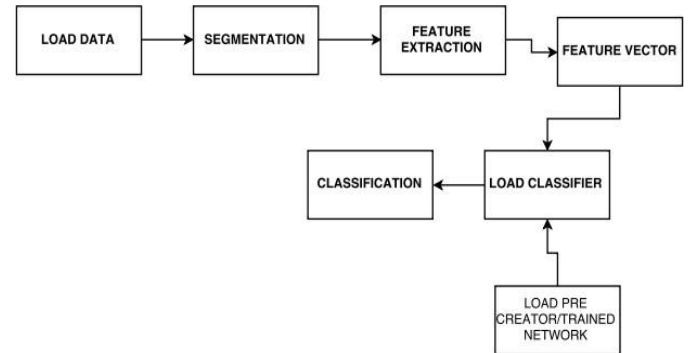 LOAD DATA
SEGMENTATION
FEATURE
EXTRACTION
FEATURE VECTOR
CLASSIFICATION
LOAD CLASSIFIER
LOAD PRE
CREATOR/TRAINED
NETWORK